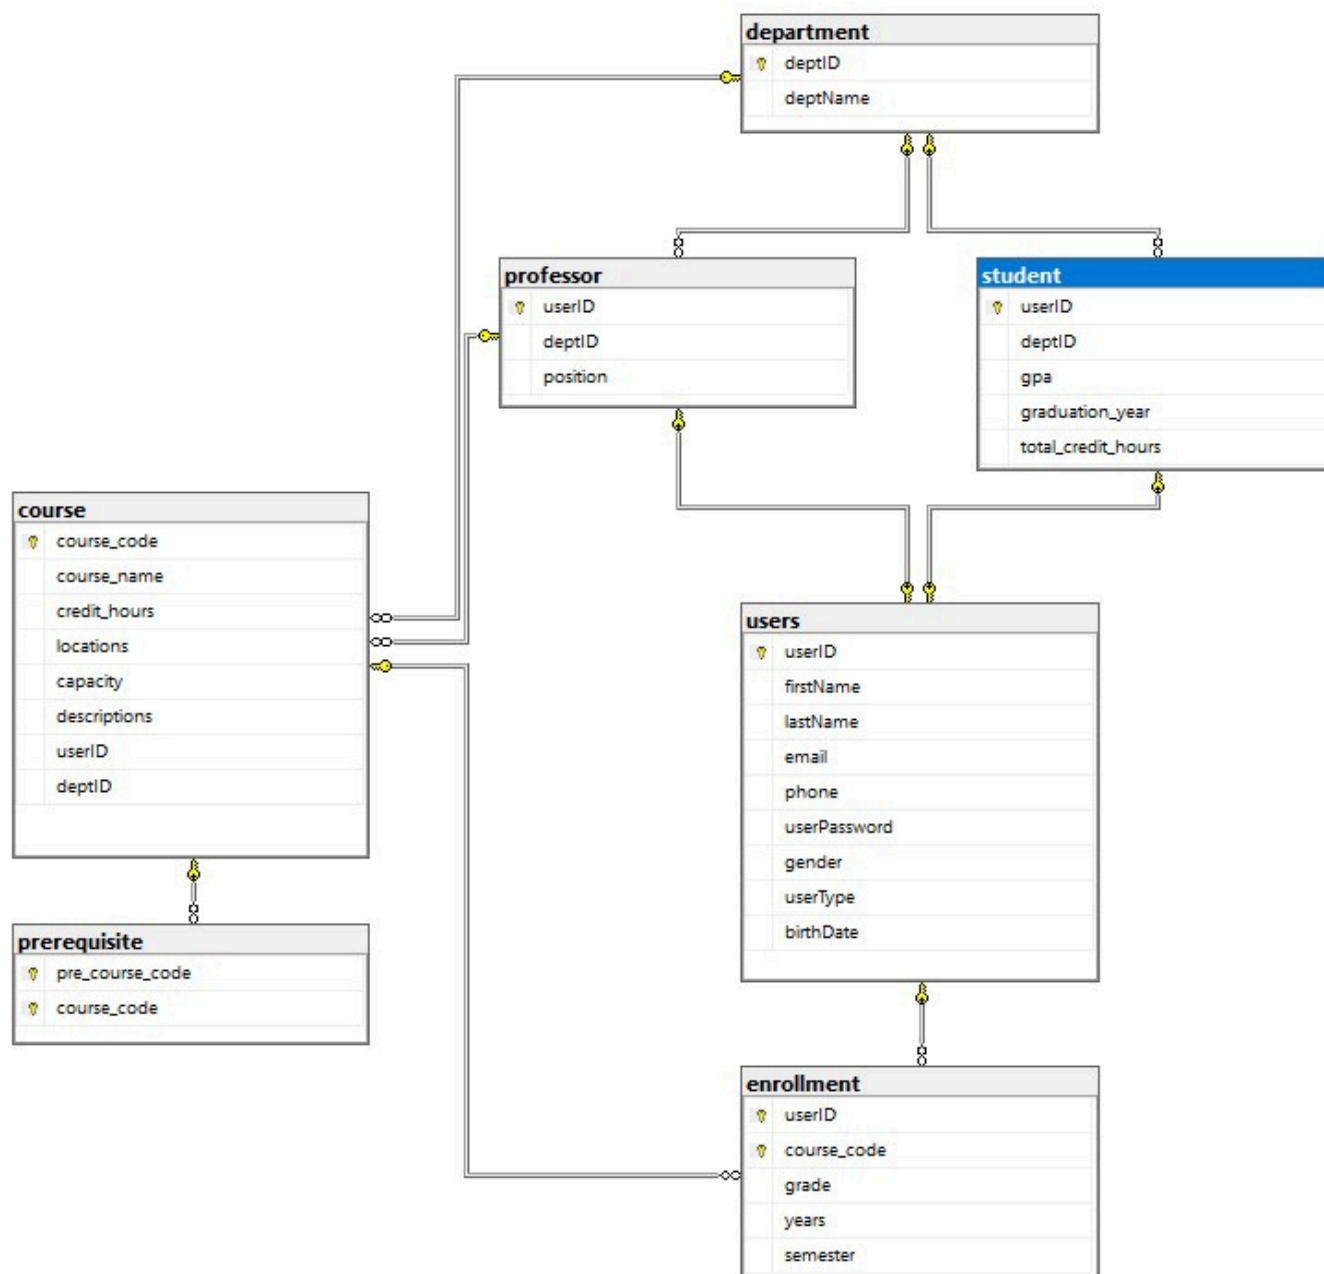 department
deptID
deptName
professor
userID
deptID
position
student
userID
deptID
gpa
graduation_year
total_credit_hours
course
course_code
course_name
credit_hours
locations
capacity
descriptions
userID
deptID
users
userID
firstName
lastName
email
phone
userPassword
gender
userType
birthDate
prerequisite
pre_course_code
course_code
enrollment
userID
course_code
grade
years
semester